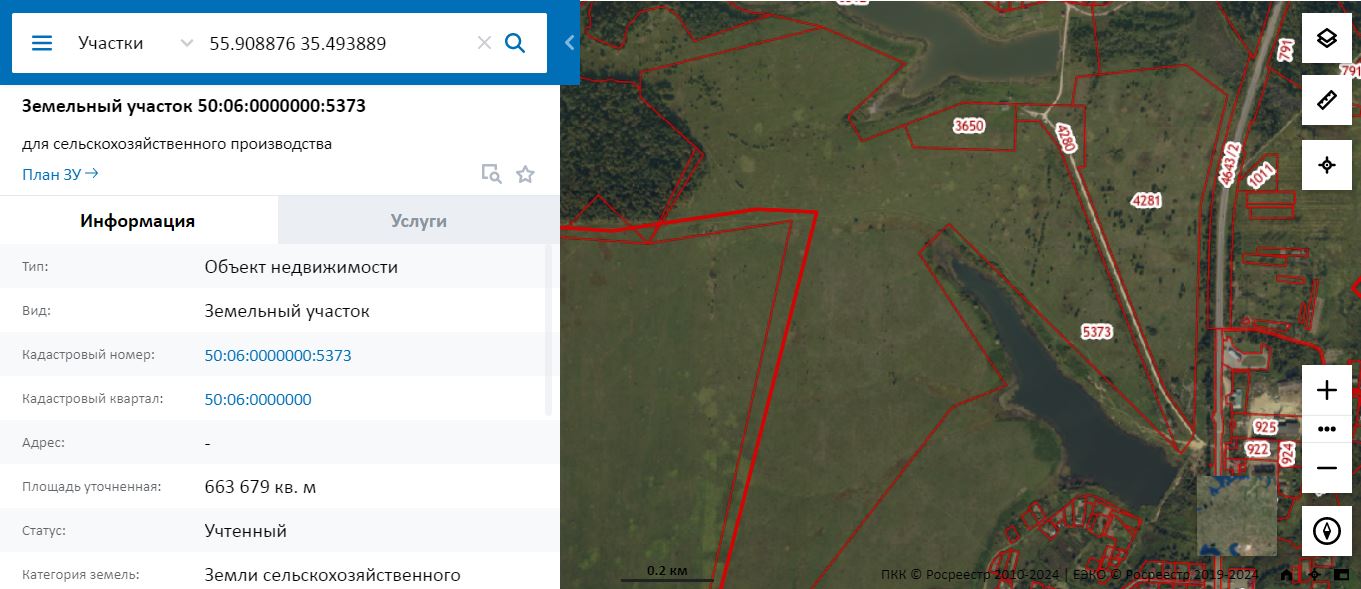 Участки
55.908876 35.493889
Земельный участок 50:06:0000000:5373
для сельскохозяйственного производства
План ЗУ →
Информация
Услуги
Тип:
Объект недвижимости
Вид:
Земельный участок
Кадастровый номер:
50:06:0000000:5373
Кадастровый квартал:
50:06:0000000
Адрес:
-
Площадь уточненная:
663 679 кв. м
Статус:
Учтенный
Категория земель:
Земли сельскохозяйственного
791
791
3650
4280
4643/2
1011
4281
5373
925
922
924
0.2 км
ПКК © Росреестр 2010-2024 | ЕЭКО © Росреестр 2019-2024